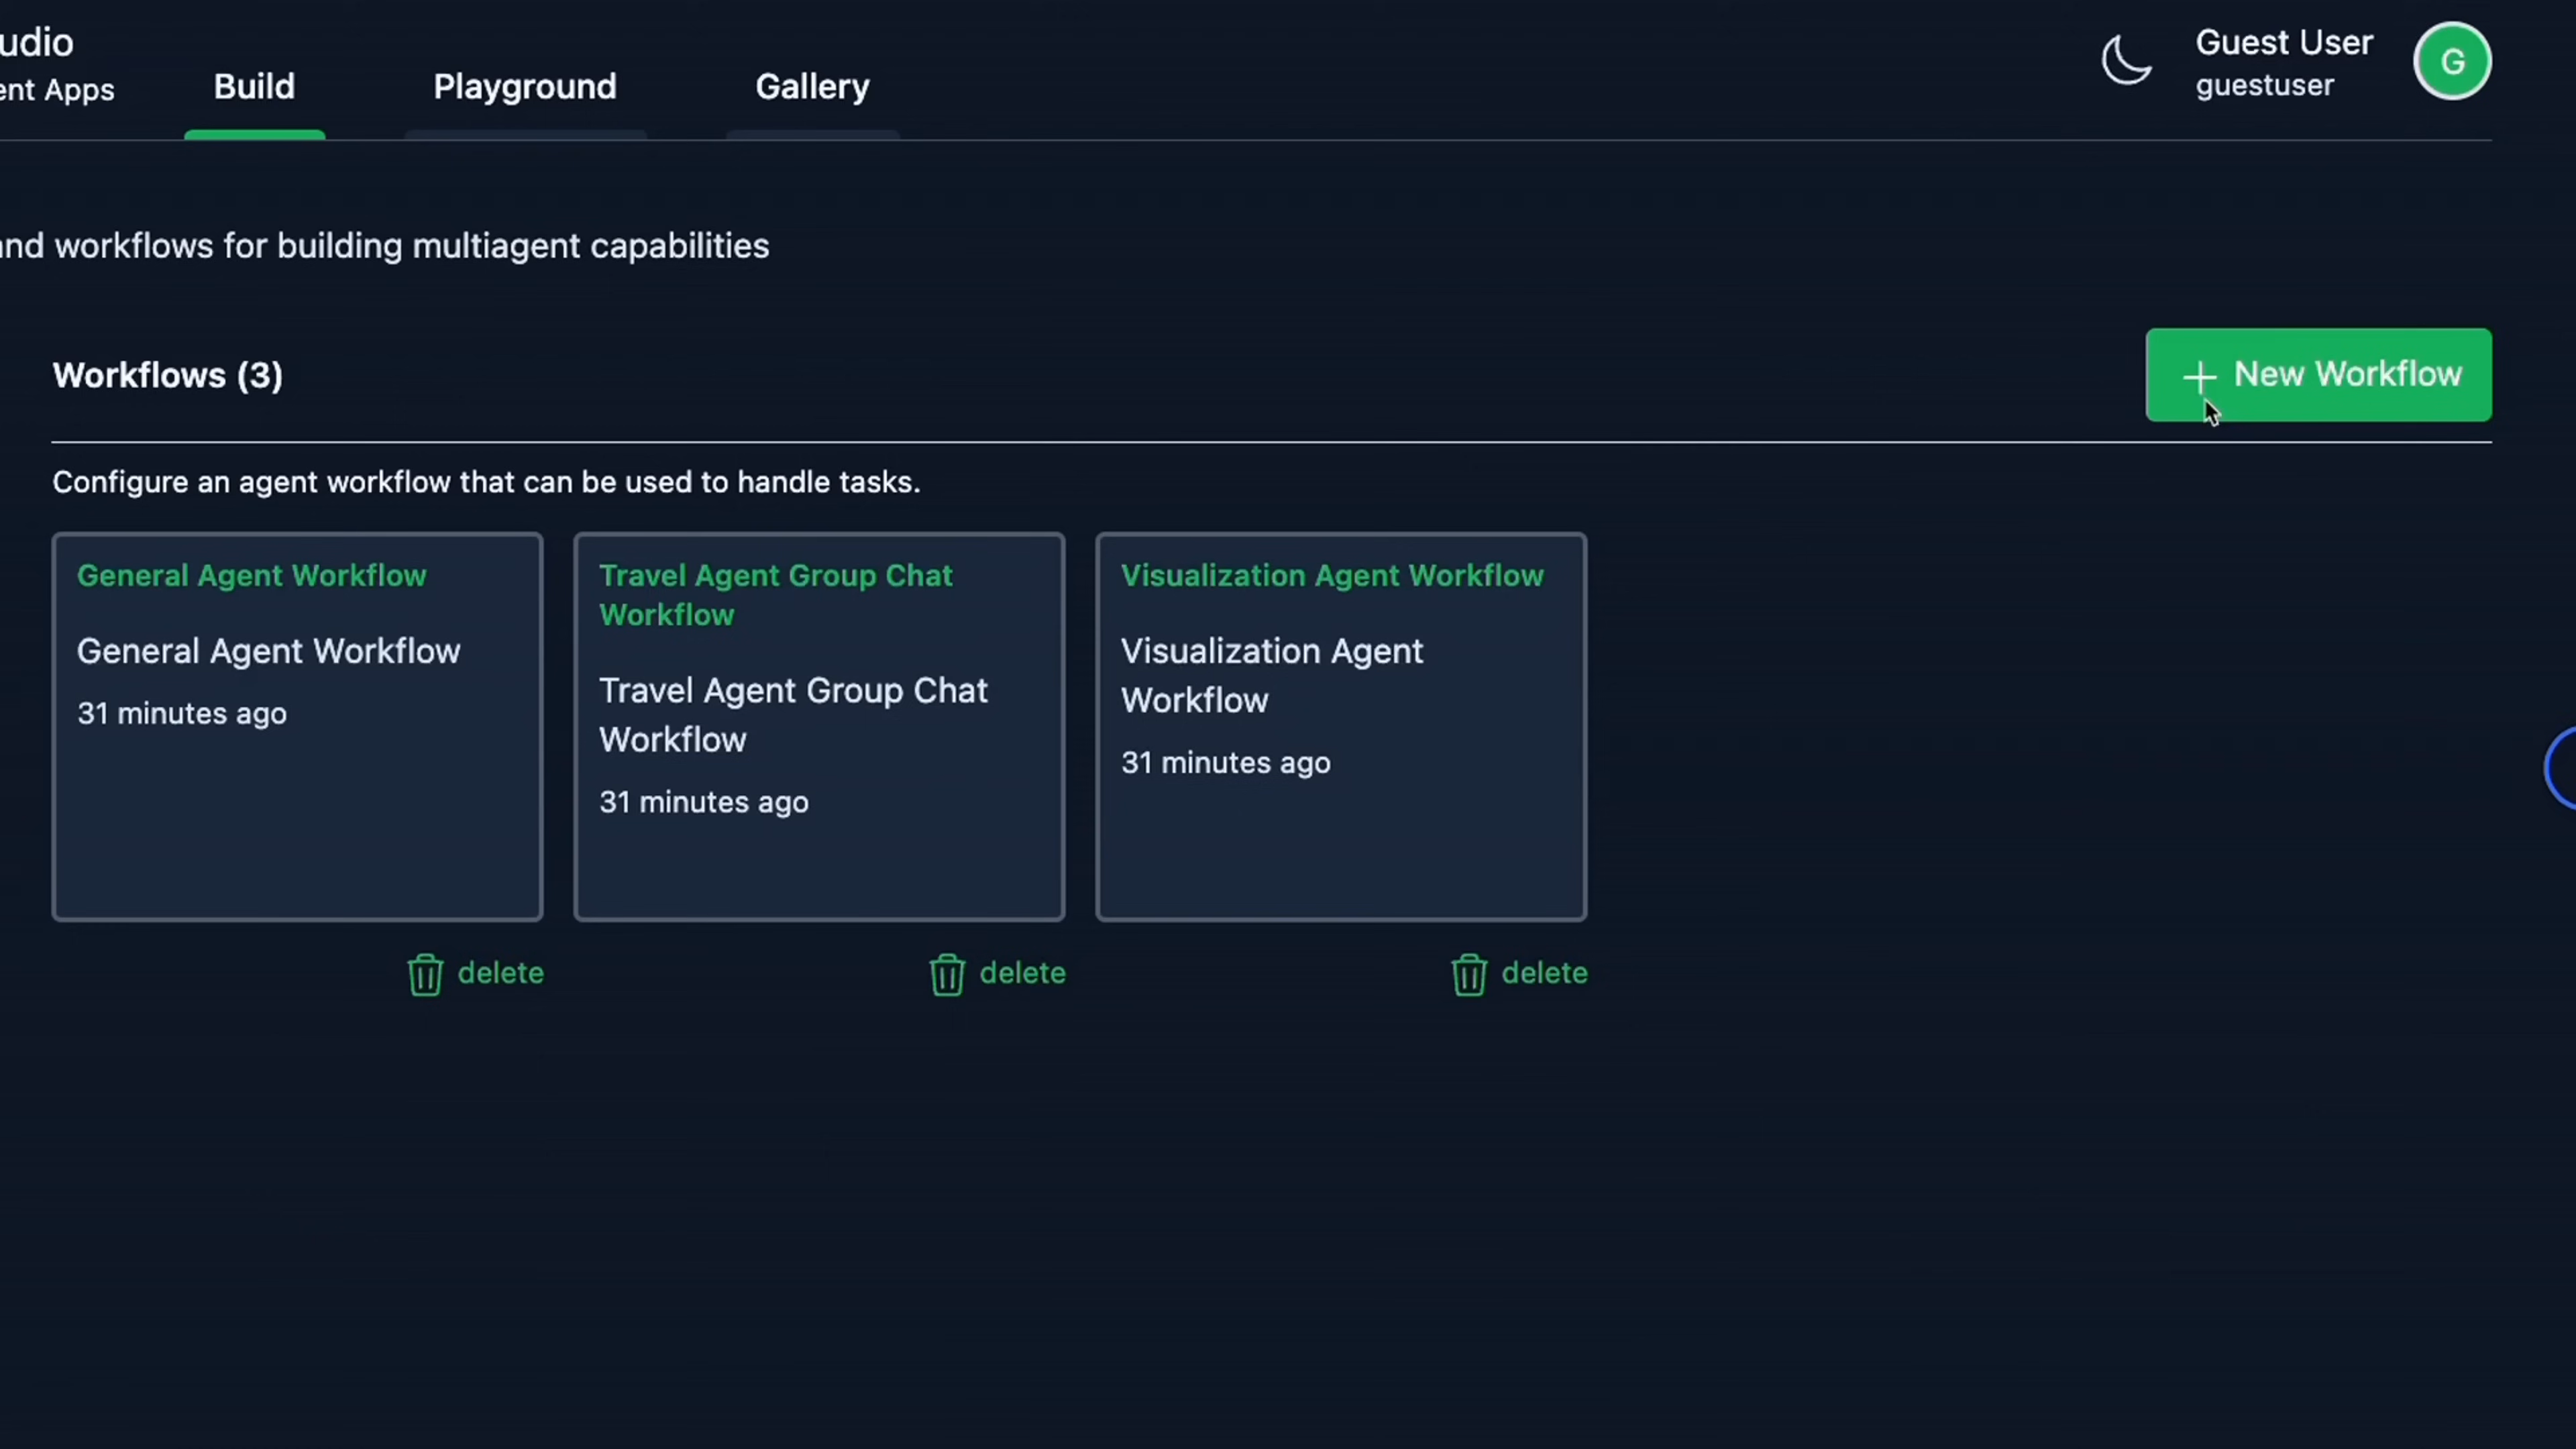 udio
ent Apps
Build
Playground
Gallery
Guest User
guestuser
G
and workflows for building multiagent capabilities
Workflows (3)
New Workflow
Configure an agent workflow that can be used to handle tasks.
General Agent Workflow
General Agent Workflow
31 minutes ago
Travel Agent Group Chat
Workflow
Travel Agent Group Chat
Workflow
31 minutes ago
Visualization Agent Workflow
Visualization Agent
Workflow
31 minutes ago
delete
delete
delete